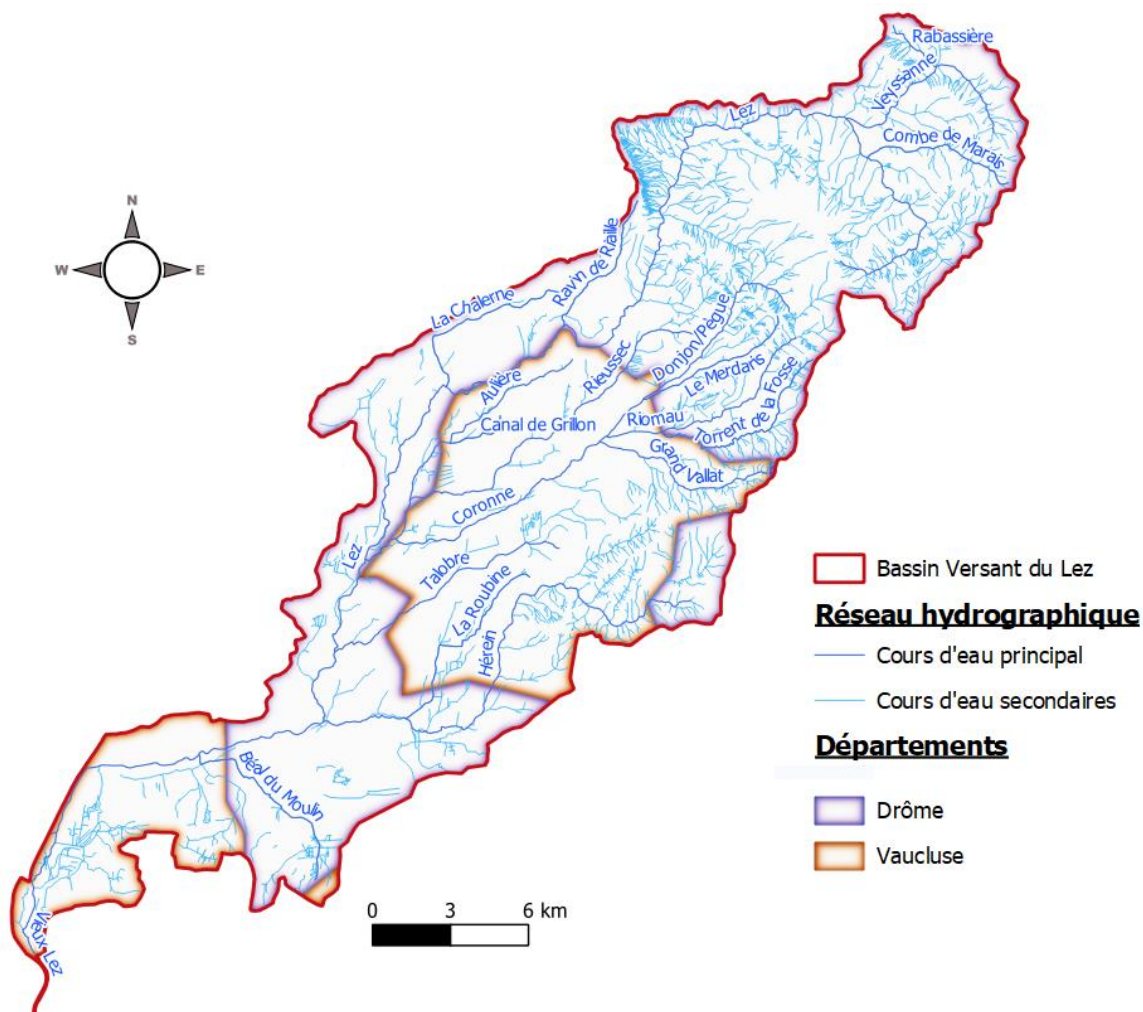 Rabassière
Veyssanne
Lez
Combe de Marais
N
W
E
S
Ravin de Riaille
La Chalerne
Donjon/Pègue
Rieussec
Le Merdaris
Aulière
Torrent de la Fosse
Riomau
Canal de Grillon
Grand Vallat
Coronne
Lez
Talobre
La Roubine
Hérein
Béal du Moulin
Vieux Lez
Bassin Versant du Lez
Réseau hydrographique
Cours d'eau principal
Cours d'eau secondaires
Départements
Drôme
Vaucluse
0 3 6 km